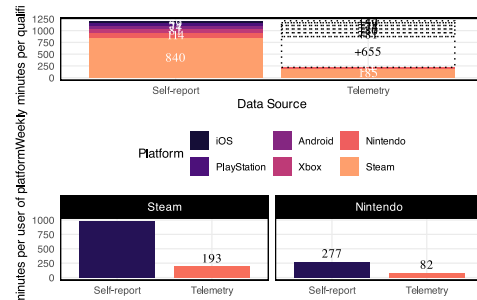 Weekly minutes per qualifi
1250
1000
750
500
250
0
114
840
+655
185
Self-report
Telemetry
Data Source
Platform
iOS
Android
Nintendo
PlayStation
Xbox
Steam
minutes per user of platform
Steam
Nintendo
1000
750
500
250
0
193
277
82
Self-report
Telemetry
Self-report
Telemetry